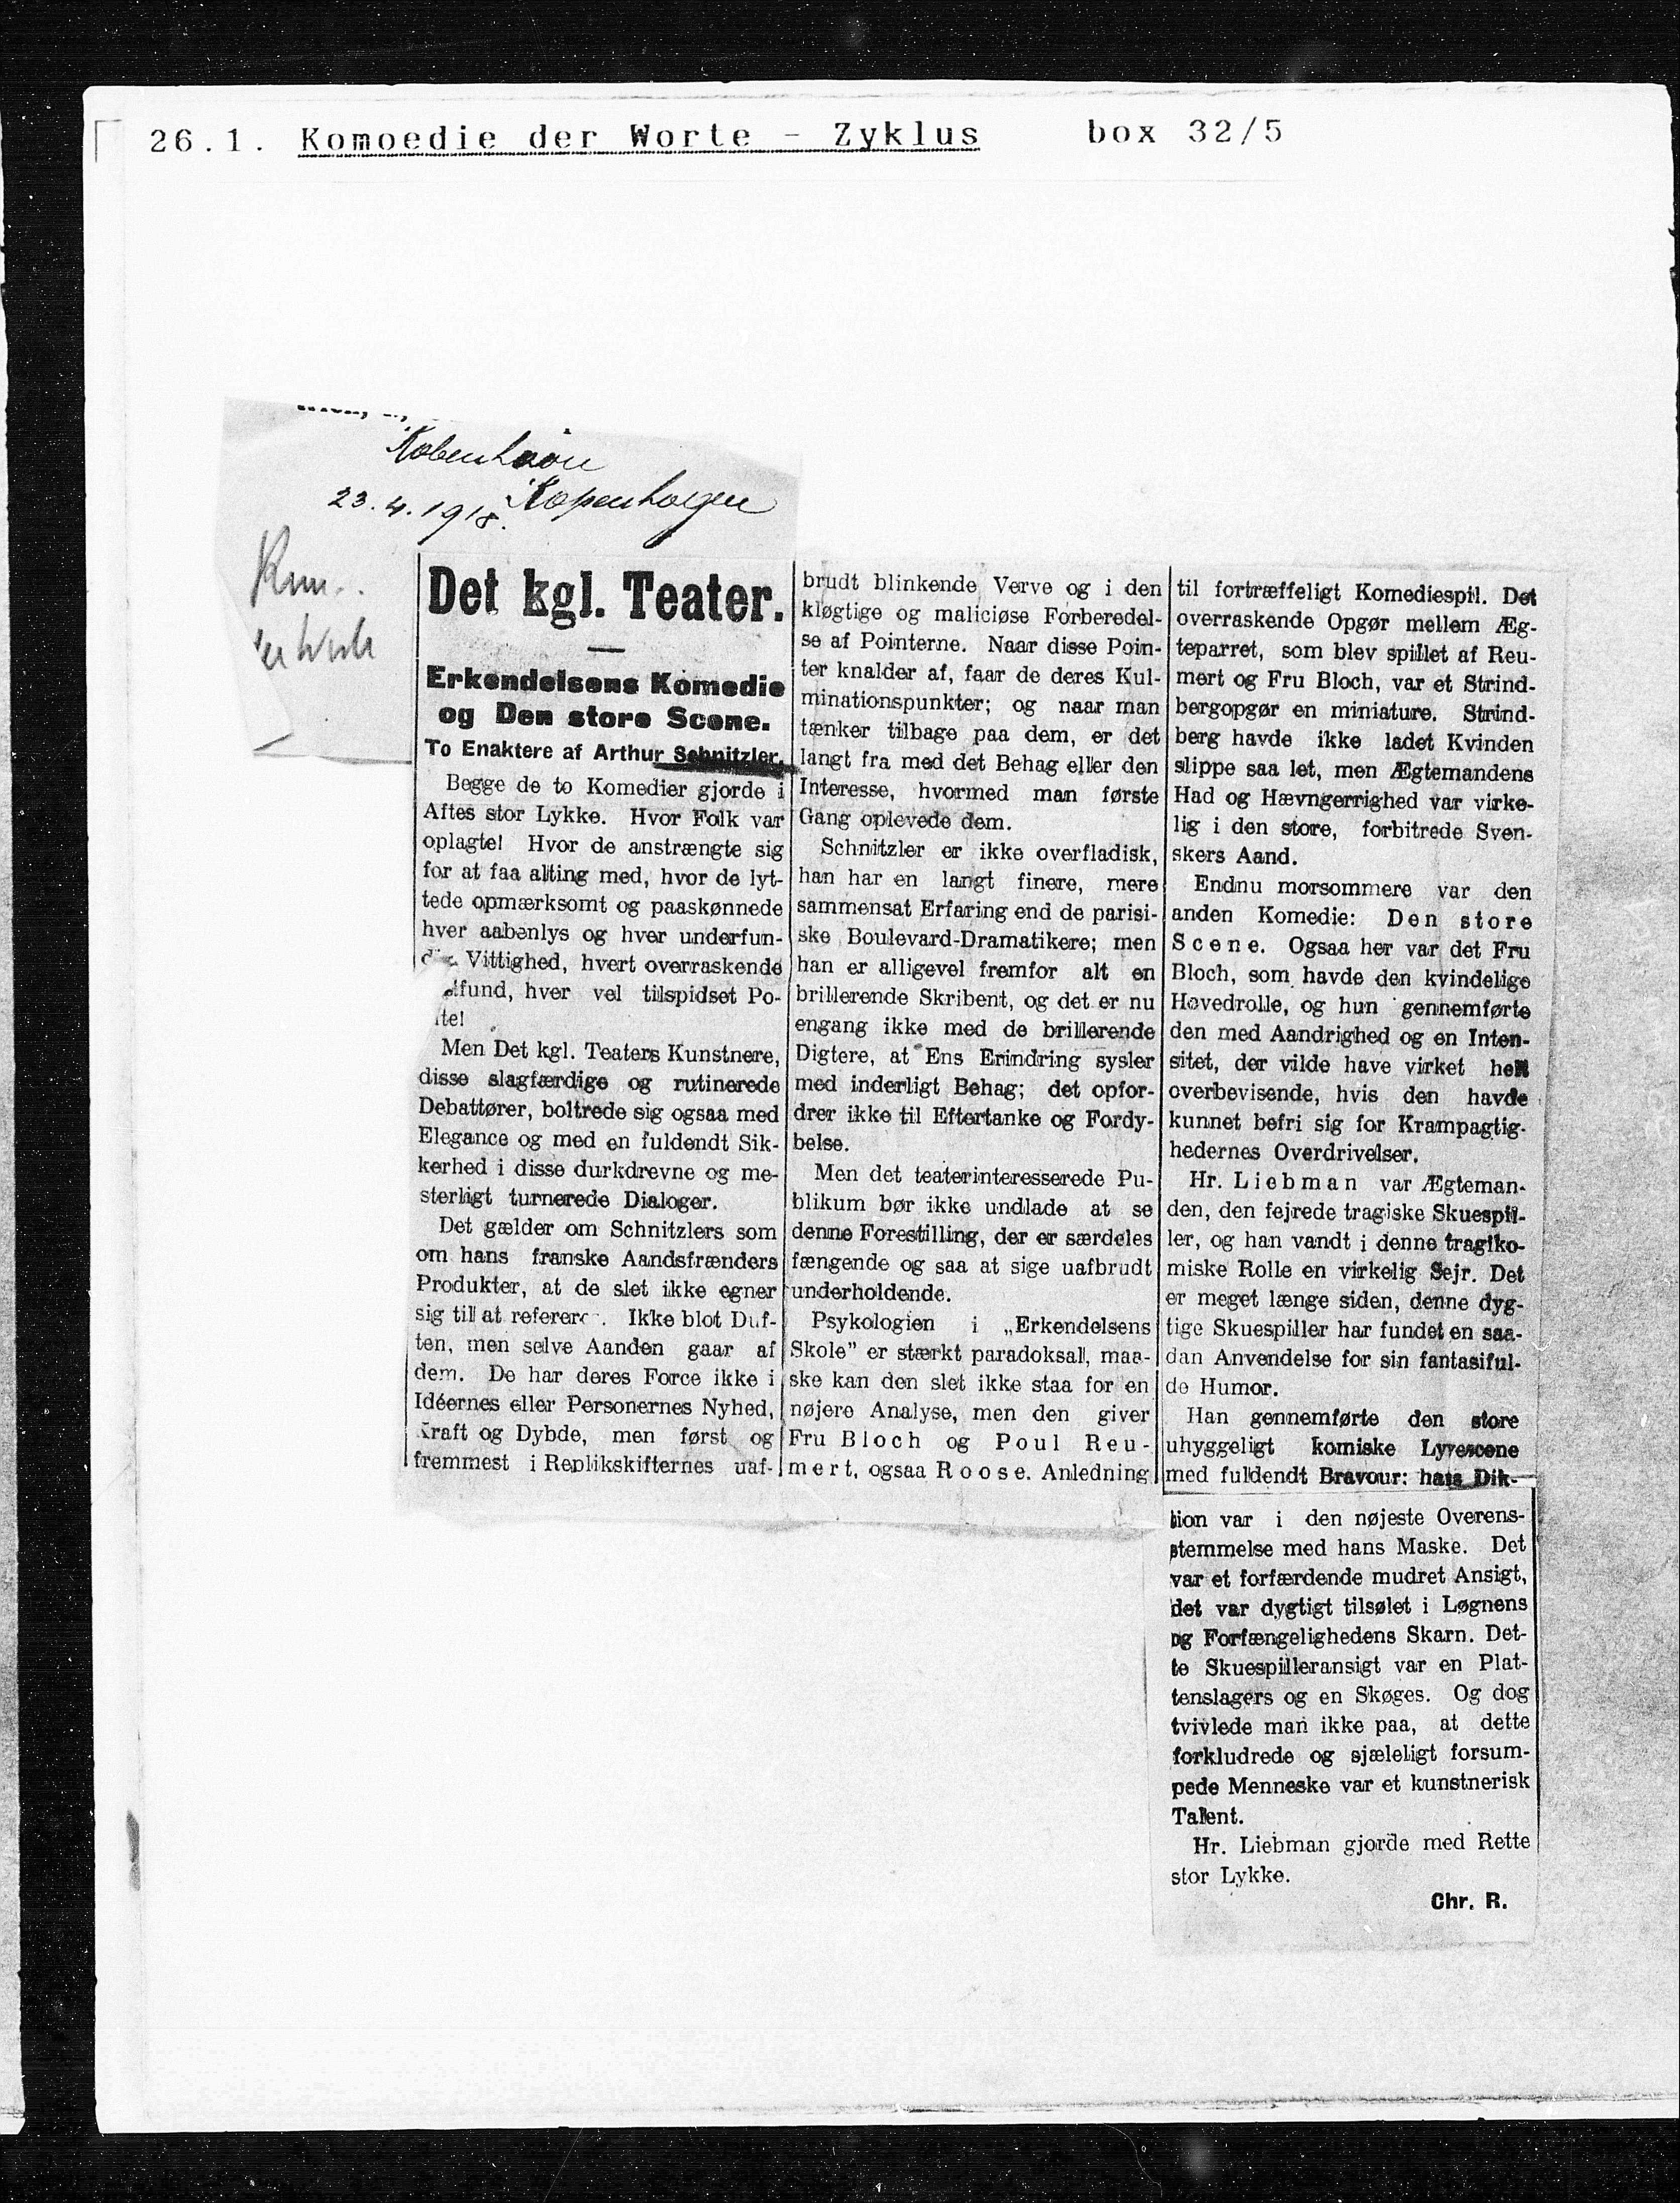 26.1. Komoedie der Worte - Zyklus box 32/5
København
23.4.1918. Kopenhagen
Det kgl. Teater.
Erkendelsens Komedie
og Den store Scene.
To Enaktere af Arthur Schnitzler.
Begge de to Komedier gjorde i
Aftes stor Lykke. Hvor Folk var
oplagte! Hvor de anstrængte sig
for at faa alting med, hvor de lyt-
tede opmærksomt og paaskønnede
hver aabenlys og hver underfun-
Vittighed, hvert overraskende
hver vel tilspidset Po-
Men Det kgl. Teaters Kunstnere,
disse slagfærdige og rutinerede
Debattører, boltrede sig ogsaa med
Elegance og med en fuldendt Sik-
kerhed i disse durkdrevne og me-
sterligt turnerede Dialoger.
Det gælder om Schnitzlers som
om hans franske Aandsfrænders
Produkter, at de slet ikke egner
sig til at refereres. Ikke blot Duf-
ten, men selve Aanden gaar af
dem. De har deres Force ikke i
Idéernes eller Personernes Nyhed,
Kraft og Dybde, men først og
fremmest i Replikskifternes uaf-
brudt blinkende Verve og i den
kløgtige og maliciøse Forberedel-
se af Pointerne. Naar disse Poin-
ter knalder af, faar de deres Kul-
minationspunkter; og naar man
tænker tilbage paa dem, er det
langt fra med det Behag eller den
Interesse, hvormed man første
Gang oplevede dem.
Schnitzler er ikke overfladisk,
han har en langt finere, mere
sammensat Erfaring end de parisi-
ske Boulevard-Dramatikere; men
han er alligevel fremfor alt en
brillerende Skribent, og det er nu
engang ikke med de brillerende
Digtere, at Ens Erindring sysler
med inderligt Behag; det opfor-
drer ikke til Eftertanke og Fordy-
belse.
Men det teaterinteresserede Pu-
blikum bør ikke undlade at se
denne Forestilling, der er særdeles
fængende og saa at sige uafbrudt
underholdende.
Psykologien i „Erkendelsens
Skole” er stærkt paradoksal, maa-
ske kan den slet ikke staa for en
nøjere Analyse, men den giver
Fru Bloch og Poul Reu-
mert, ogsaa Roose. Anledning
til fortræffeligt Komediespil. Det
overraskende Opgør mellem Æg-
teparret, som blev spillet af Reu-
mert og Fru Bloch, var et Strind-
bergopgør en miniature. Strind-
berg havde ikke ladet Kvinden
slippe saa let, men Ægtemandens
Had og Hævngerrighed var virke-
lig i den store, forbitrede Sven-
skers Aand.
Endnu morsommere var den
anden Komedie: Den store
Scene. Ogsaa her var det Fru
Bloch, som havde den kvindelige
Hovedrolle, og hun gennemførte
den med Aandrighed og en Inten-
sitet, der vilde have virket helt
overbevisende, hvis den havde
kunnet befri sig for Krampagtig-
hedernes Overdrivelser.
Hr. Liebman var Ægteman-
den, den fejrede tragiske Skuespil-
ler, og han vandt i denne tragiko-
miske Rolle en virkelig Sejr. Det
er meget længe siden, denne dyg-
tige Skuespiller har fundet en saa-
dan Anvendelse for sin fantasiful-
de Humor.
Han gennemførte den store
uhyggeligt komiske Lyvescene
med fuldendt Bravour: hans Dik-
tion var i den nøjeste Overens-
stemmelse med hans Maske. Det
var et forfærdende mudret Ansigt,
det var dygtigt tilsølet i Løgnens
og Forfængelighedens Skarn. Det-
te Skuespilleransigt var en Plat-
tenslagers og en Skøges. Og dog
tvivlede man ikke paa, at dette
forkludrede og sjæleligt forsum-
pede Menneske var et kunstnerisk
Talent.
Hr. Liebman gjorde med Rette
stor Lykke.
Chr. R.